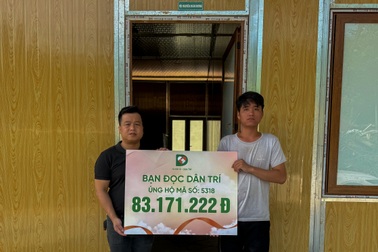 BẠN ĐỌC DÂN TRÍ
ỦNG HỘ MÃ SỐ: 5318
83.171.222 Đ